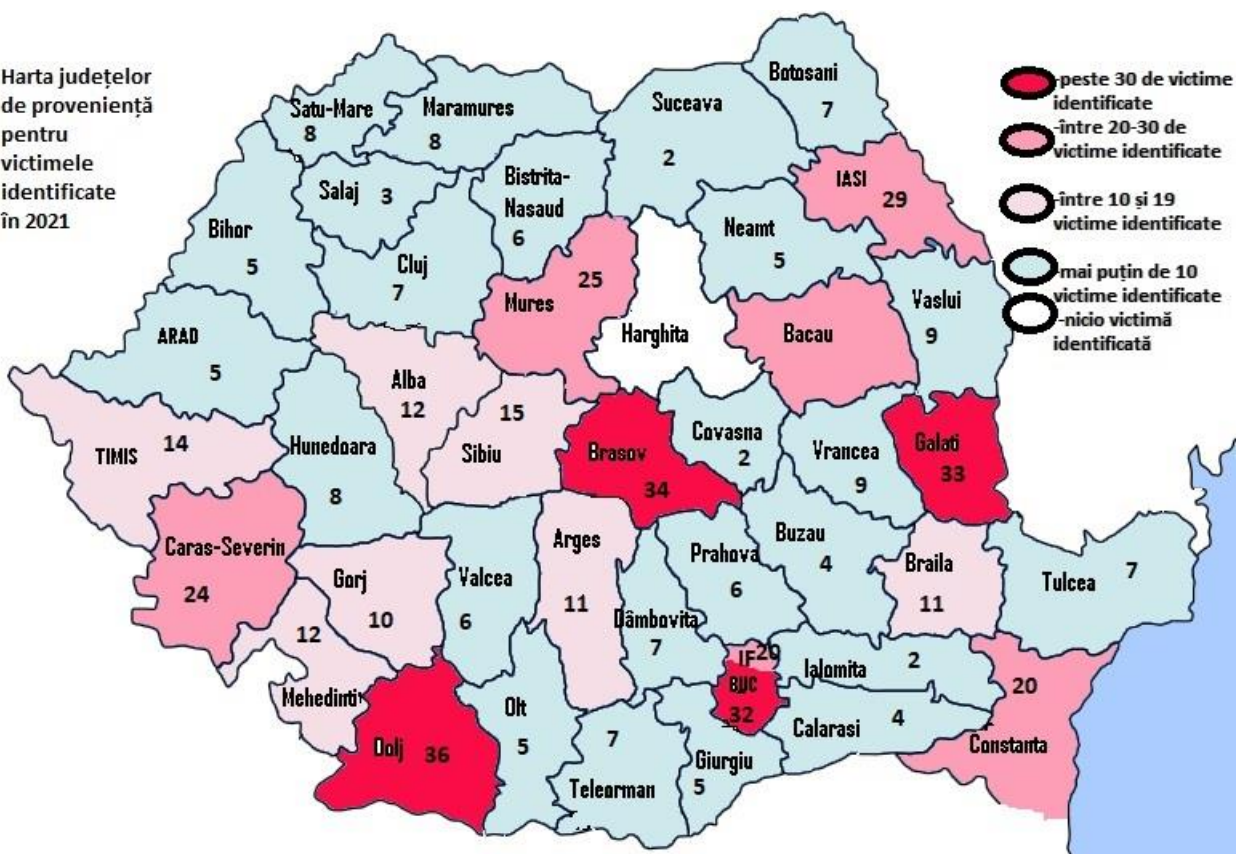 Harta județelor
de proveniență
pentru
victimele
identificate
în 2021
-peste 30 de victime
identificate
-între 20-30 de
victime identificate
-între 10 și 19
victime identificate
-mai puțin de 10
victime identificate
-nicio victimă
identificată
Satu-Mare
8
Maramures
8
Suceava
2
Botosani
7
IASI
29
Salaj 3
Bistrita-
Nasaud
6
Bihor
5
Cluj
7
Mures
25
Harghita
Neamt
5
Bacau
Vaslui
9
ARAD
5
Alba
12
Sibiu
15
Brasov
34
Covasna
2
Vrancea
9
Galati
33
TIMIS 14
Hunedoara
8
Caras-Severin
24
Gorj
10
Valcea
6
Arges
11
Dâmbovita
7
Prahova
6
Buzau
4
Braila
11
Tulcea 7
12
Mehedinti
Dolj 36
Olt
5
7
Teleorman
Giurgiu
5
IF 20
BUC
32
Ialomita 2
Calarasi 4
20
Constanta